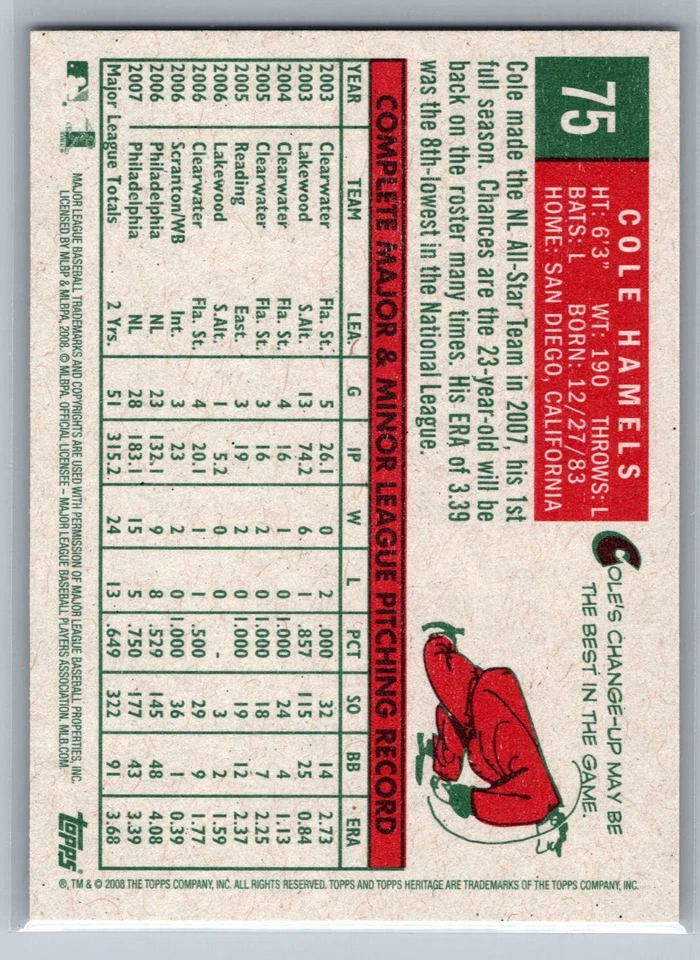 75
COLE HAMELS
HT: 6'3" WT: 190 THROWS: L
BATS: L BORN: 12/27/83
HOME: SAN DIEGO, CALIFORNIA
COLE'S CHANGE-UP MAY BE
THE BEST IN THE GAME.
Cole made the NL All-Star Team in 2007, his 1st
full season. Chances are the 23-year-old will be
back on the roster many times. His ERA of 3.39
was the 8th-lowest in the National League.
COMPLETE MAJOR & MINOR LEAGUE PITCHING RECORD
YEAR TEAM LEA. G IP W L PCT SO BB ERA
2003 Clearwater Fla. St. 5 26.1 0 2 .000 32 14 2.73
2003 Lakewood S.Alt. 13 74.2 6 1 .857 115 25 0.84
2004 Clearwater Fla. St. 4 16 1 0 1.000 24 4 1.13
2005 Clearwater Fla. St. 3 16 2 0 1.000 18 7 2.25
2005 Reading East. 3 19 2 0 1.000 19 12 2.37
2006 Lakewood S.Alt. 1 5.2 0 0 - 3 2 1.59
2006 Clearwater Fla. St. 4 20.1 1 1 .500 29 9 1.77
2006 Scranton/WB Int. 3 23 2 0 1.000 36 1 0.39
2006 Philadelphia NL 23 132.1 9 8 .529 145 48 4.08
2007 Philadelphia NL 28 183.1 15 5 .750 177 43 3.39
Major League Totals 2 Yrs. 51 315.2 24 13 .649 322 91 3.68
MAJOR LEAGUE BASEBALL TRADEMARKS AND COPYRIGHTS ARE USED WITH PERMISSION OF MAJOR LEAGUE BASEBALL PROPERTIES, INC.
LICENSED BY MLBP & MLBPA, 2008. © MLBPA. OFFICIAL LICENSEE – MAJOR LEAGUE BASEBALL PLAYERS ASSOCIATION. MLB.COM
topps
®, TM & © 2008 THE TOPPS COMPANY, INC. ALL RIGHTS RESERVED. TOPPS AND TOPPS HERITAGE ARE TRADEMARKS OF THE TOPPS COMPANY, INC.